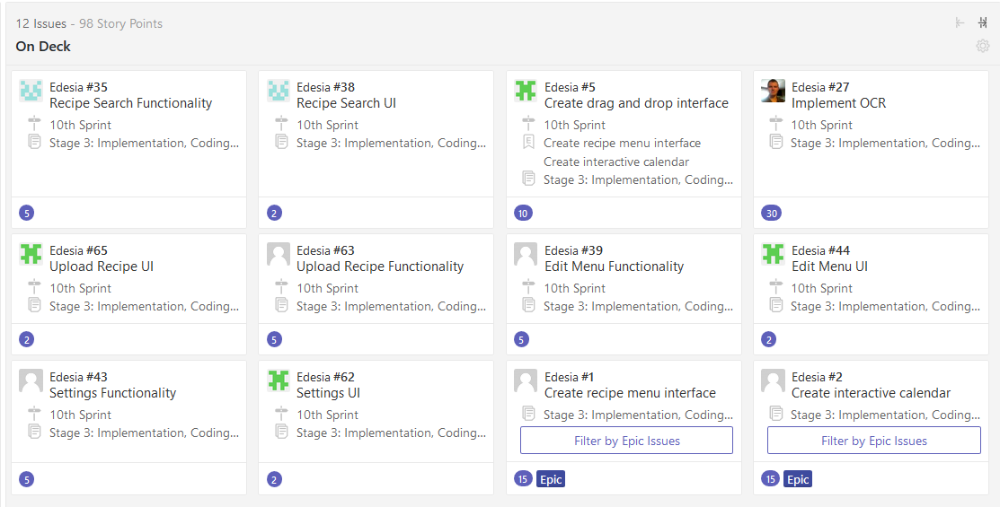 12 Issues - 98 Story Points
On Deck
Edesia #35
Recipe Search Functionality
10th Sprint
Stage 3: Implementation, Coding...
5
Edesia #38
Recipe Search UI
10th Sprint
Stage 3: Implementation, Coding...
2
Edesia #5
Create drag and drop interface
10th Sprint
E
Create recipe menu interface
Create interactive calendar
Stage 3: Implementation, Coding...
10
Edesia #27
Implement OCR
10th Sprint
Stage 3: Implementation, Coding...
30
Edesia #65
Upload Recipe UI
10th Sprint
Stage 3: Implementation, Coding...
2
Edesia #63
Upload Recipe Functionality
10th Sprint
Stage 3: Implementation, Coding...
5
Edesia #39
Edit Menu Functionality
10th Sprint
Stage 3: Implementation, Coding...
5
Edesia #44
Edit Menu UI
10th Sprint
Stage 3: Implementation, Coding...
2
Edesia #43
Settings Functionality
10th Sprint
Stage 3: Implementation, Coding...
5
Edesia #62
Settings UI
10th Sprint
Stage 3: Implementation, Coding...
2
Edesia #1
Create recipe menu interface
Stage 3: Implementation, Coding...
Filter by Epic Issues
15 Epic
Edesia #2
Create interactive calendar
Stage 3: Implementation, Coding...
Filter by Epic Issues
15 Epic